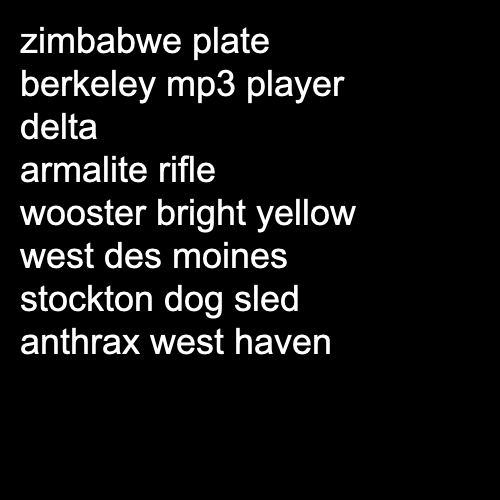 zimbabwe plate
berkeley mp3 player
delta
armalite rifle
wooster bright yellow
west des moines
stockton dog sled
anthrax west haven